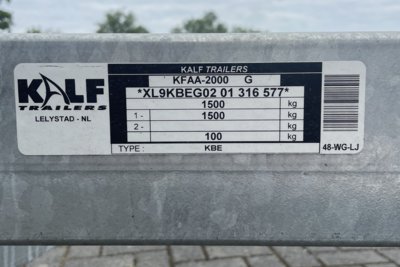 KALF
TRAILERS
LELYSTAD - NL
KALF TRAILERS
KFAA-2000 G
*XL9KBEG02 01 316 577*
1500 kg
1 - 1500 kg
2 -
100 kg
TYPE : KBE
48-WG-LJ